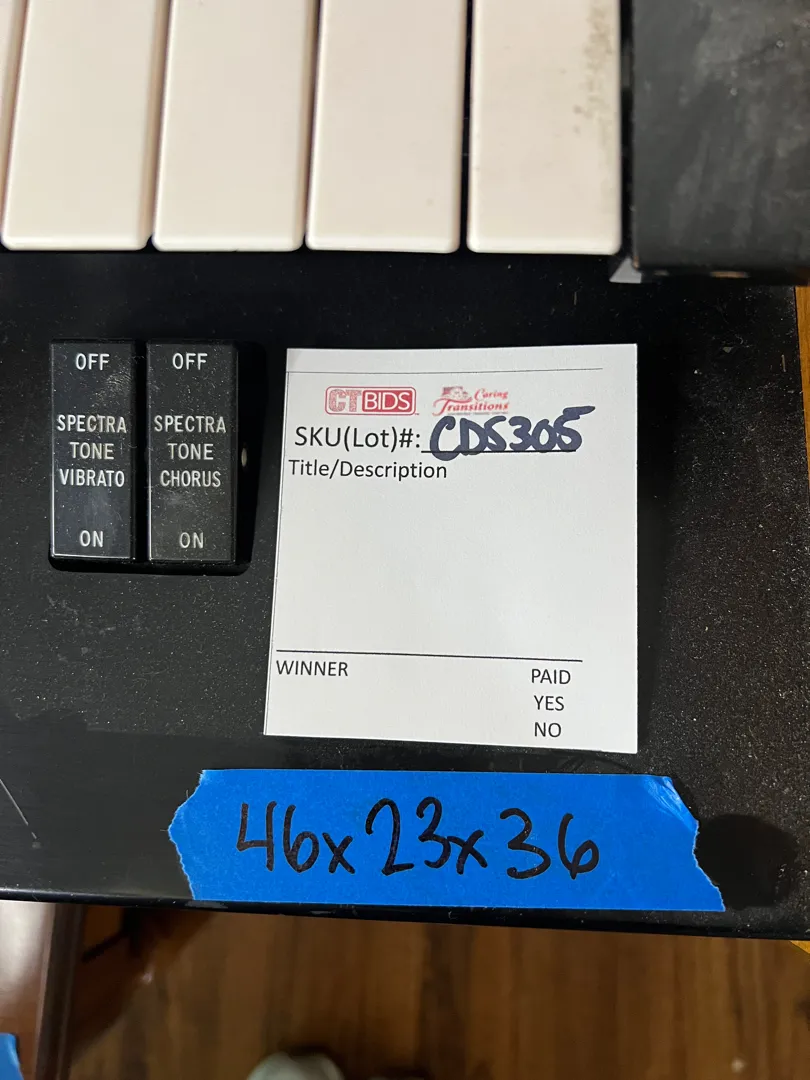 OFF
SPECTRA
TONE
VIBRATO
ON
OFF
SPECTRA
TONE
CHORUS
ON
CTBIDS
Caring
Transitions
SKU(Lot)#: CDS305
Title/Description
WINNER
PAID
YES
NO
46x23x36